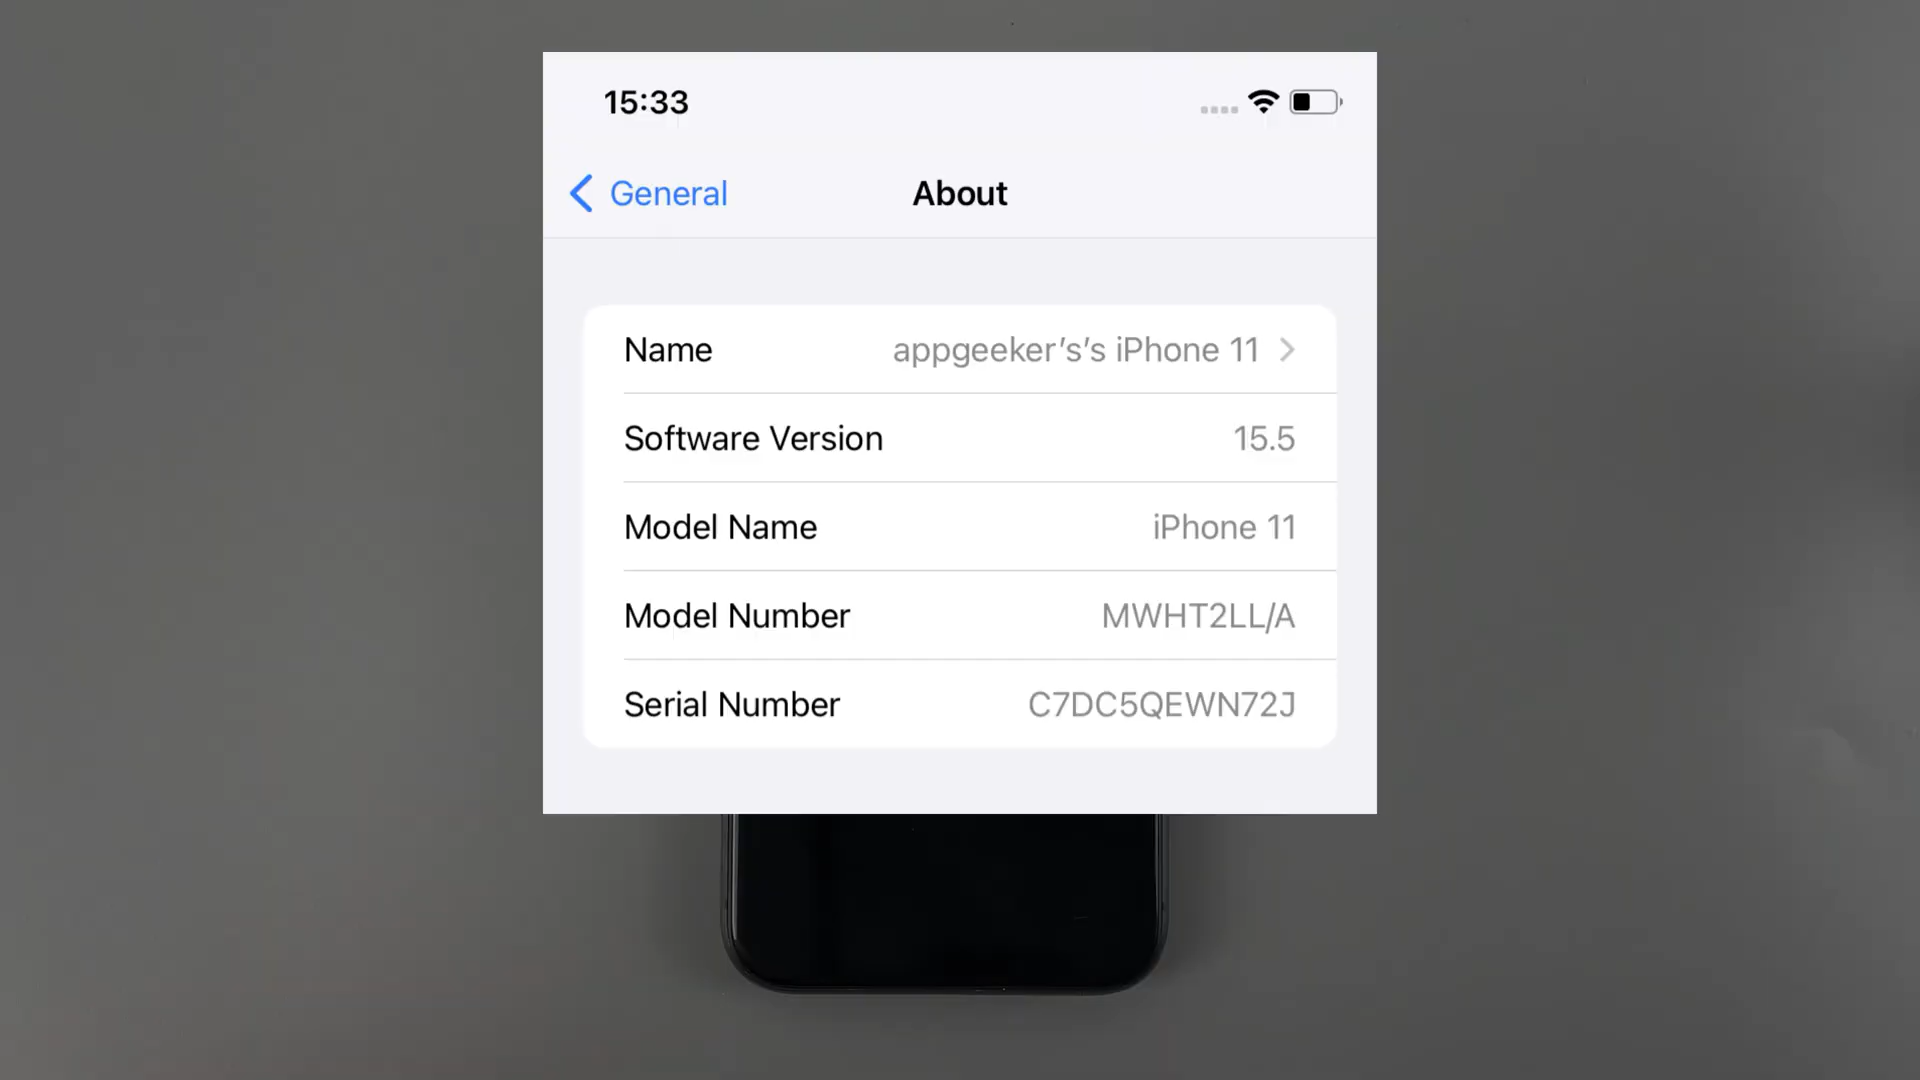 15:33
General
About
Name
appgeeker’s’s iPhone 11
Software Version
15.5
Model Name
iPhone 11
Model Number
MWHT2LL/A
Serial Number
C7DC5QEWN72J